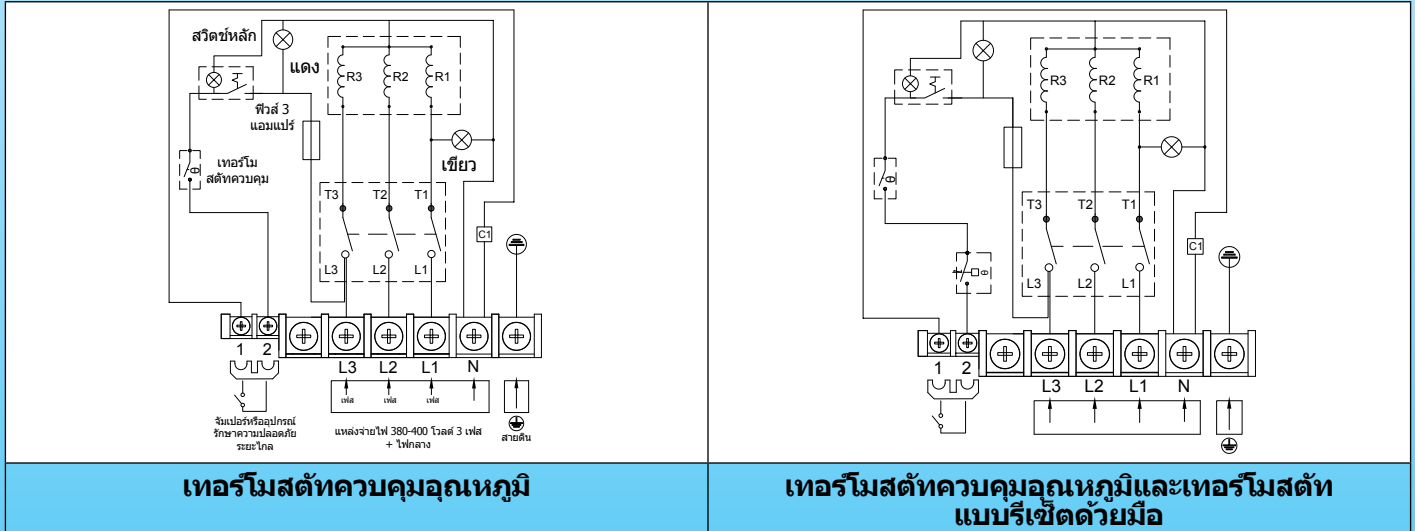 สวิตช์หลัก
แดง
R3 R2 R1
ฟิวส์ 3
แอมแปร์
เขียว
เทอร์โม
สตัทควบคุม
θ
T3 T2 T1
C1
L3 L2 L1
1 2
L3 L2 L1 N
เฟส เฟส เฟส
จัมเปอร์หรืออุปกรณ์
รักษาความปลอดภัย
ระยะไกล
แหล่งจ่ายไฟ 380-400 โวลต์ 3 เฟส
+ ไฟกลาง
สายดิน
เทอร์โมสตัทควบคุมอุณหภูมิ
R3 R2 R1
θ
T3 T2 T1
C1
θ
L3 L2 L1
1 2
L3 L2 L1 N
เทอร์โมสตัทควบคุมอุณหภูมิและเทอร์โมสตัท
แบบรีเซ็ตด้วยมือ